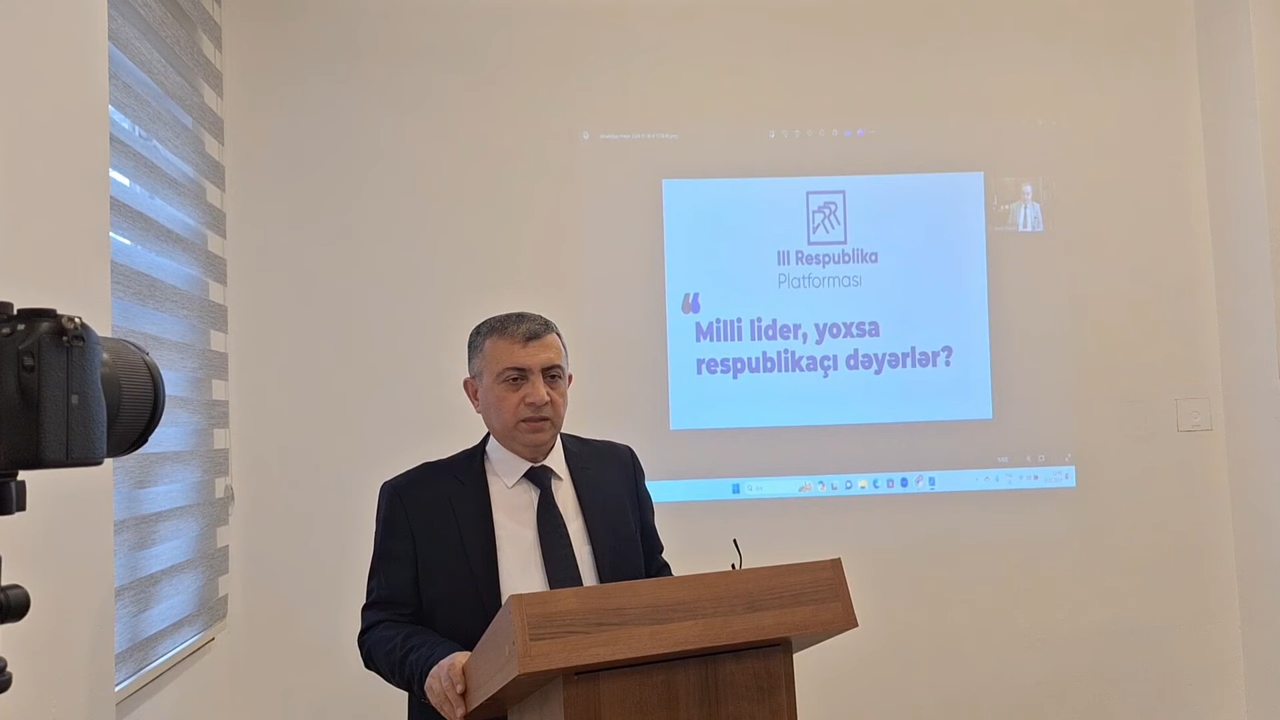 III Respublika
Platforması
Milli lider, yoxsa
respublikaçı dəyərlər?